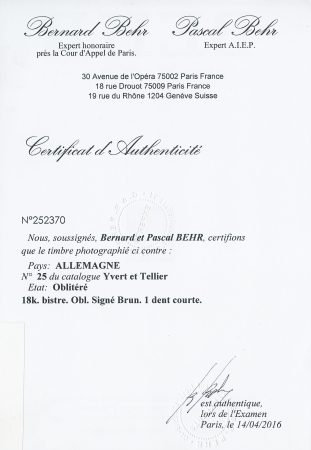 Bernard Behr Pascal Behr
Expert honoraire Expert A.I.E.P.
près la Cour d'Appel de Paris.
30 Avenue de l'Opéra 75002 Paris France
18 rue Drouot 75009 Paris France
19 rue du Rhône 1204 Genève Suisse
Certificat d'Authenticité
N°252370
Nous, soussignés, Bernard et Pascal BEHR, certifions
que le timbre photographié ci contre :
Pays: ALLEMAGNE
N° 25 du catalogue Yvert et Tellier
Etat: Oblitéré
18k. bistre. Obl. Signé Brun. 1 dent courte.
est authentique,
lors de l'Examen
Paris, le 14/04/2016